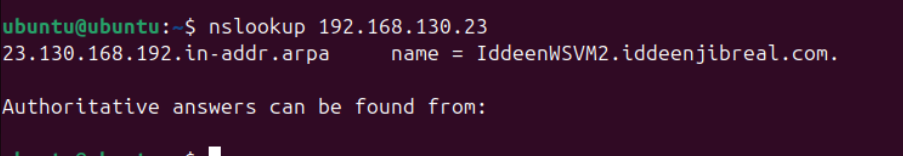 ubuntu@ubuntu:~$ nslookup 192.168.130.23
23.130.168.192.in-addr.arpa     name = IddeenWSVM2.iddeenjibreal.com.
Authoritative answers can be found from: